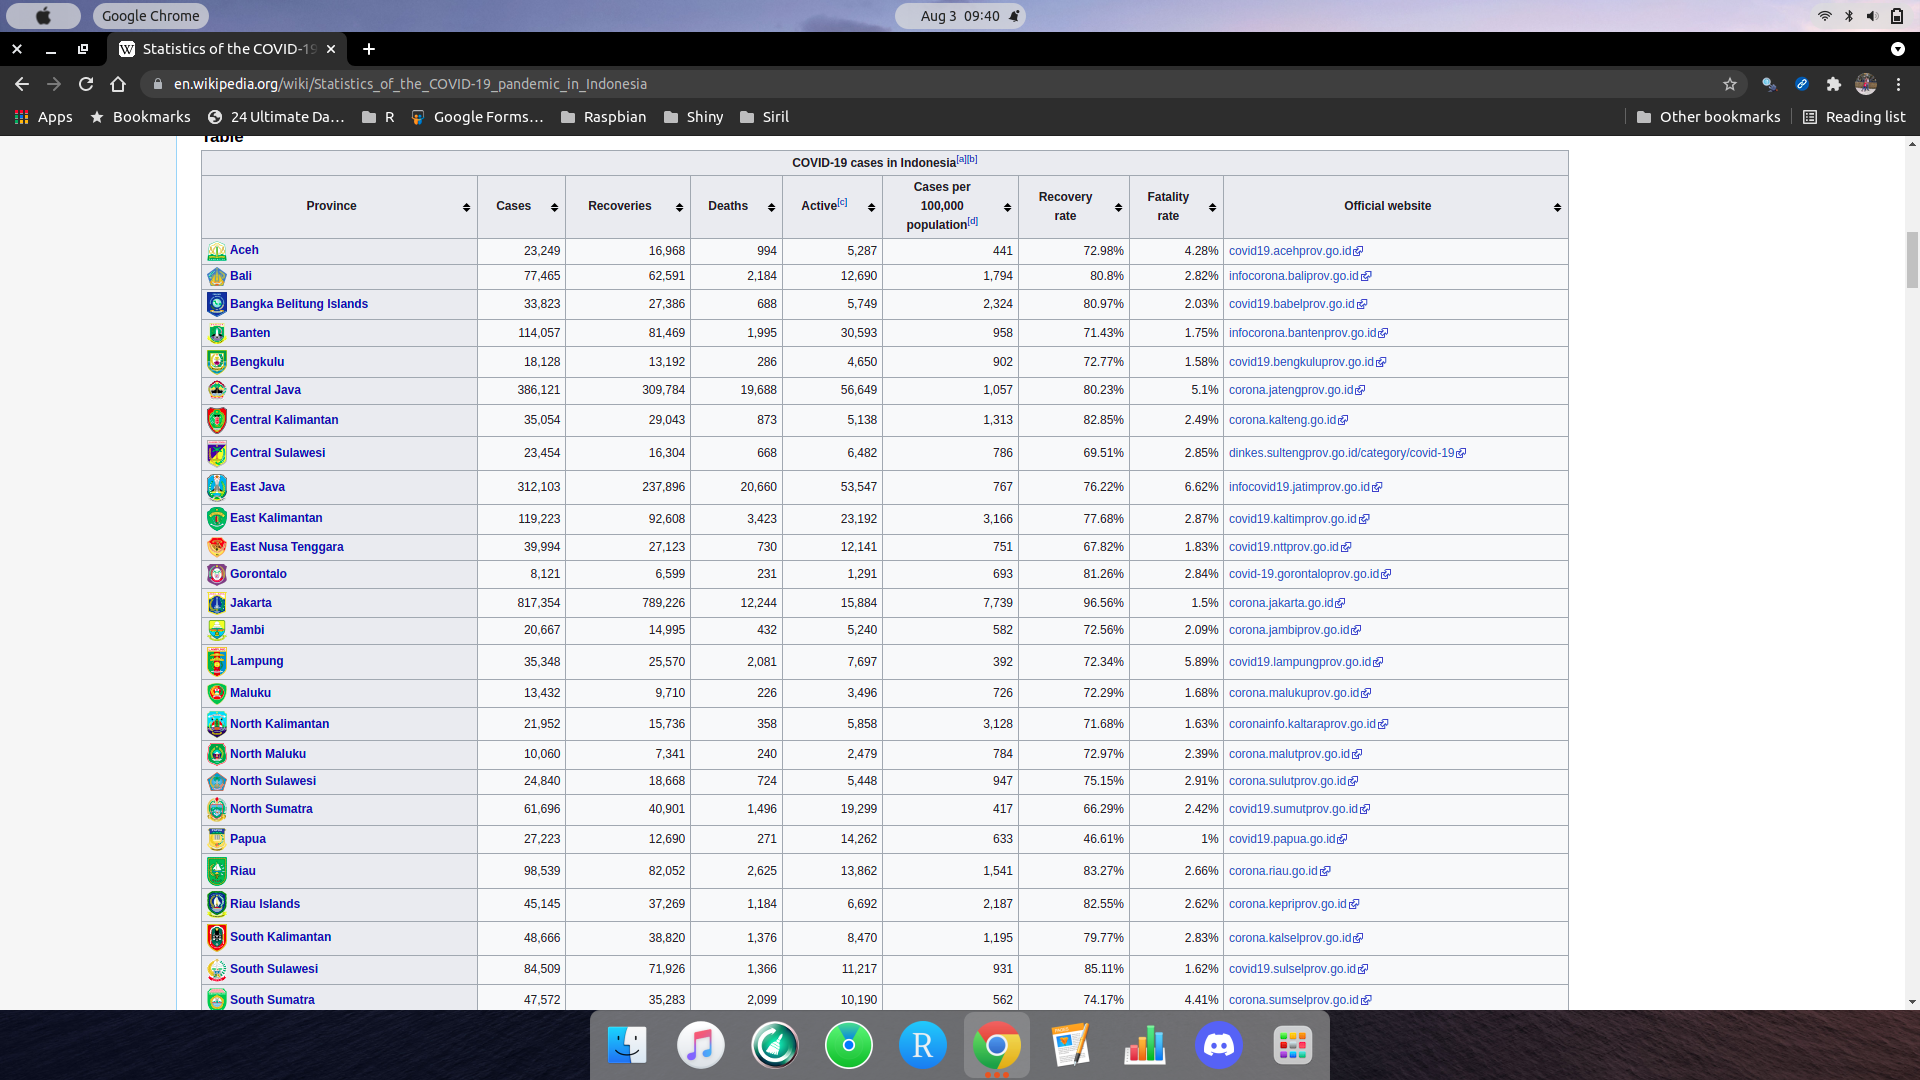 Google Chrome
Aug 3 09:40
Statistics of the COVID-19
en.wikipedia.org/wiki/Statistics_of_the_COVID-19_pandemic_in_Indonesia
Apps Bookmarks 24 Ultimate Da... R Google Forms... Raspbian Shiny Siril Other bookmarks Reading list
Table
COVID-19 cases in Indonesia[a][b]
Province Cases Recoveries Deaths Active[c] Cases per 100,000 population[d] Recovery rate Fatality rate Official website
Aceh 23,249 16,968 994 5,287 441 72.98% 4.28% covid19.acehprov.go.id
Bali 77,465 62,591 2,184 12,690 1,794 80.8% 2.82% infocorona.baliprov.go.id
Bangka Belitung Islands 33,823 27,386 688 5,749 2,324 80.97% 2.03% covid19.babelprov.go.id
Banten 114,057 81,469 1,995 30,593 958 71.43% 1.75% infocorona.bantenprov.go.id
Bengkulu 18,128 13,192 286 4,650 902 72.77% 1.58% covid19.bengkuluprov.go.id
Central Java 386,121 309,784 19,688 56,649 1,057 80.23% 5.1% corona.jatengprov.go.id
Central Kalimantan 35,054 29,043 873 5,138 1,313 82.85% 2.49% corona.kalteng.go.id
Central Sulawesi 23,454 16,304 668 6,482 786 69.51% 2.85% dinkes.sultengprov.go.id/category/covid-19
East Java 312,103 237,896 20,660 53,547 767 76.22% 6.62% infocovid19.jatimprov.go.id
East Kalimantan 119,223 92,608 3,423 23,192 3,166 77.68% 2.87% covid19.kaltimprov.go.id
East Nusa Tenggara 39,994 27,123 730 12,141 751 67.82% 1.83% covid19.nttprov.go.id
Gorontalo 8,121 6,599 231 1,291 693 81.26% 2.84% covid-19.gorontaloprov.go.id
Jakarta 817,354 789,226 12,244 15,884 7,739 96.56% 1.5% corona.jakarta.go.id
Jambi 20,667 14,995 432 5,240 582 72.56% 2.09% corona.jambiprov.go.id
Lampung 35,348 25,570 2,081 7,697 392 72.34% 5.89% covid19.lampungprov.go.id
Maluku 13,432 9,710 226 3,496 726 72.29% 1.68% corona.malukuprov.go.id
North Kalimantan 21,952 15,736 358 5,858 3,128 71.68% 1.63% coronainfo.kaltaraprov.go.id
North Maluku 10,060 7,341 240 2,479 784 72.97% 2.39% corona.malutprov.go.id
North Sulawesi 24,840 18,668 724 5,448 947 75.15% 2.91% corona.sulutprov.go.id
North Sumatra 61,696 40,901 1,496 19,299 417 66.29% 2.42% covid19.sumutprov.go.id
Papua 27,223 12,690 271 14,262 633 46.61% 1% covid19.papua.go.id
Riau 98,539 82,052 2,625 13,862 1,541 83.27% 2.66% corona.riau.go.id
Riau Islands 45,145 37,269 1,184 6,692 2,187 82.55% 2.62% corona.kepriprov.go.id
South Kalimantan 48,666 38,820 1,376 8,470 1,195 79.77% 2.83% corona.kalselprov.go.id
South Sulawesi 84,509 71,926 1,366 11,217 931 85.11% 1.62% covid19.sulselprov.go.id
South Sumatra 47,572 35,283 2,099 10,190 562 74.17% 4.41% corona.sumselprov.go.id